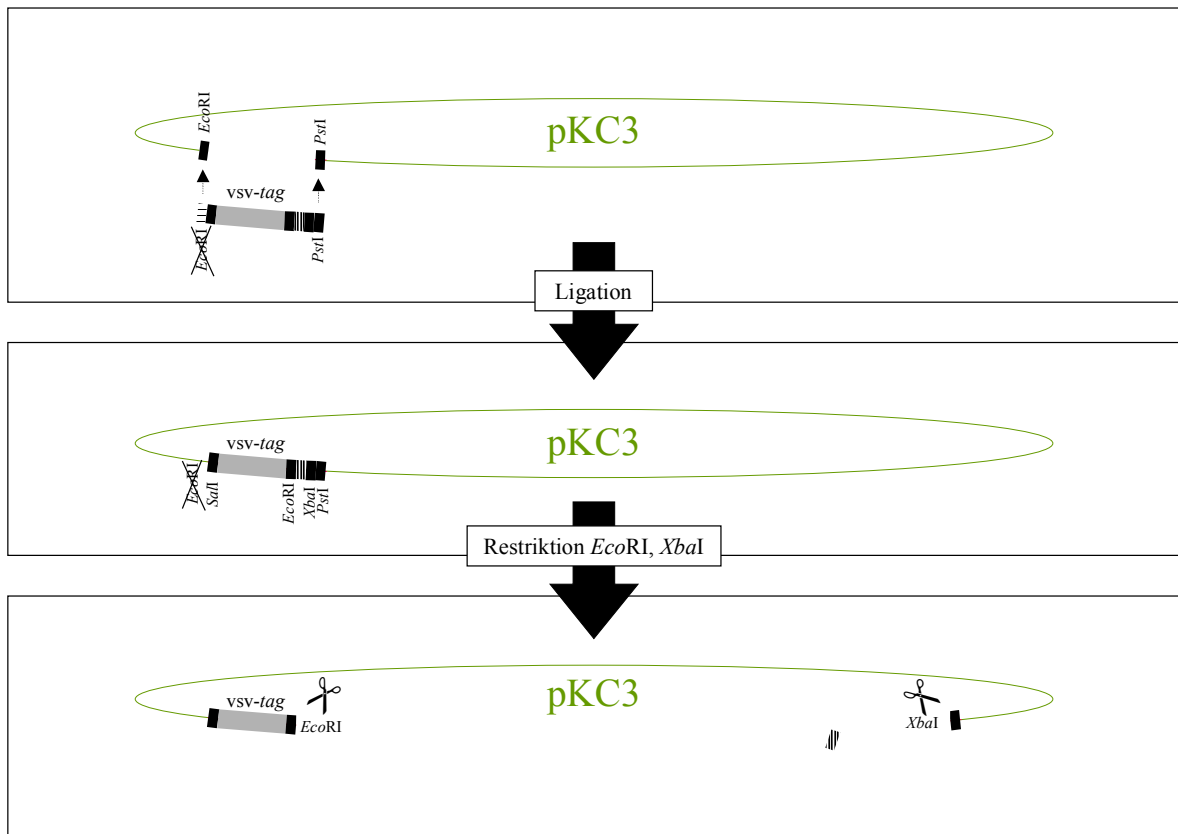 EcoRI
PstI
pKC3
vsv-tag
EcoRI
PstI
Ligation
pKC3
vsv-tag
EcoRI
SalI
EcoRI
XbaI
PstI
Restriktion EcoRI, XbaI
pKC3
vsv-tag
EcoRI
XbaI